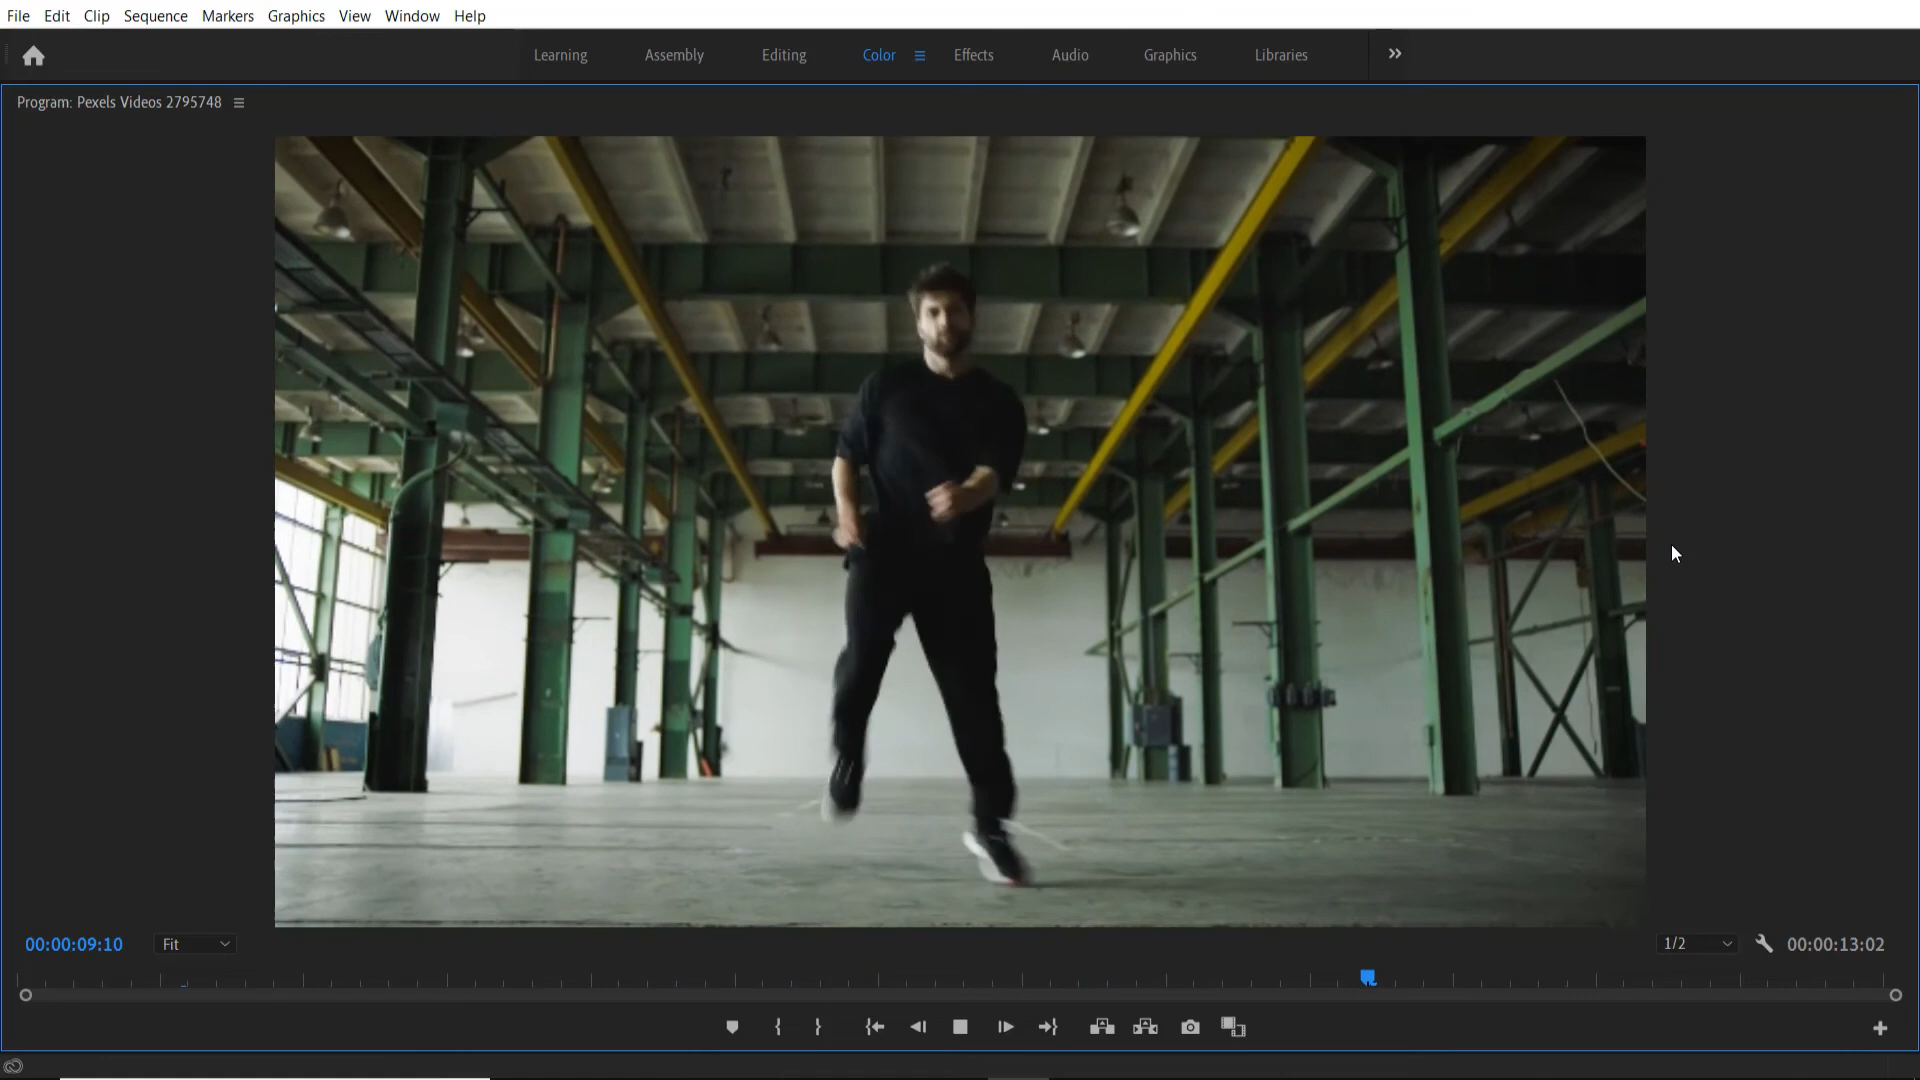 File Edit Clip Sequence Markers Graphics View Window Help
Learning Assembly Editing Color Effects Audio Graphics Libraries
Program: Pexels Videos 2795748
00:00:09:10 Fit 1/2 00:00:13:02